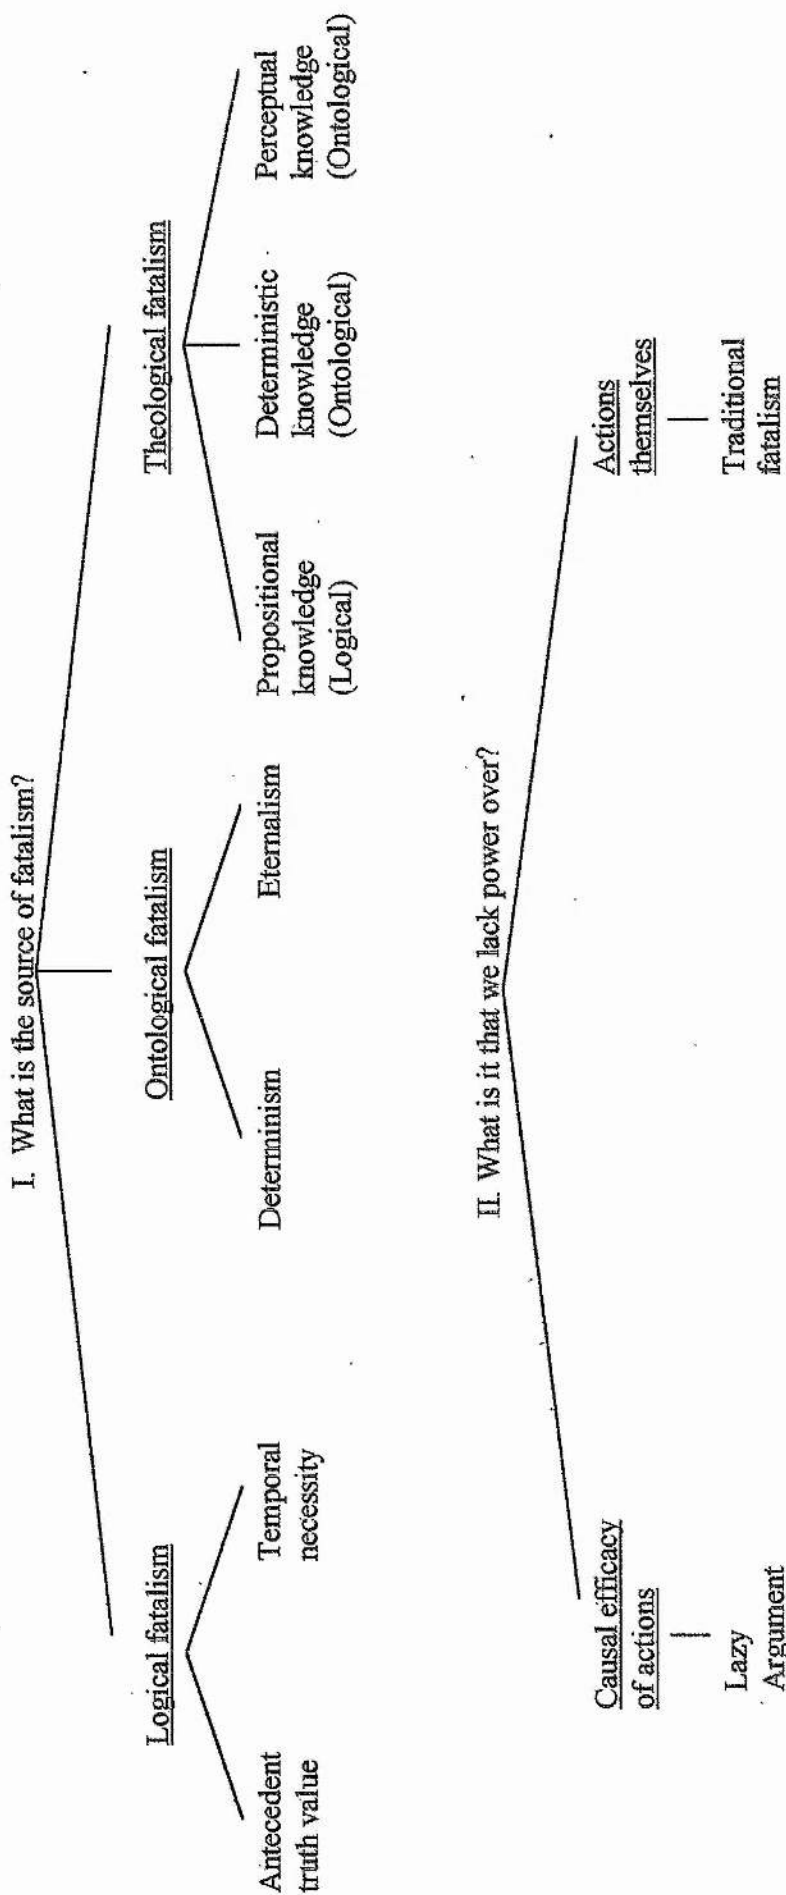 I. What is the source of fatalism?
Logical fatalism
Ontological fatalism
Theological fatalism
Antecedent
truth value
Temporal
necessity
Determinism
Eternalism
Propositional
knowledge
(Logical)
Deterministic
knowledge
(Ontological)
Perceptual
knowledge
(Ontological)
II. What is it that we lack power over?
Causal efficacy
of actions
Actions
themselves
Lazy
Argument
Traditional
fatalism